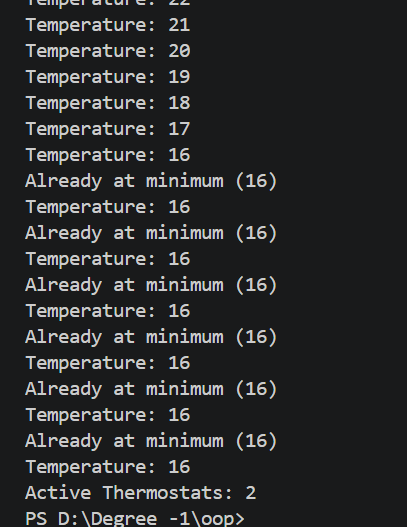 Temperature: 22
Temperature: 21
Temperature: 20
Temperature: 19
Temperature: 18
Temperature: 17
Temperature: 16
Already at minimum (16)
Temperature: 16
Already at minimum (16)
Temperature: 16
Already at minimum (16)
Temperature: 16
Already at minimum (16)
Temperature: 16
Already at minimum (16)
Temperature: 16
Already at minimum (16)
Temperature: 16
Active Thermostats: 2
PS D:\Degree -1\oop>